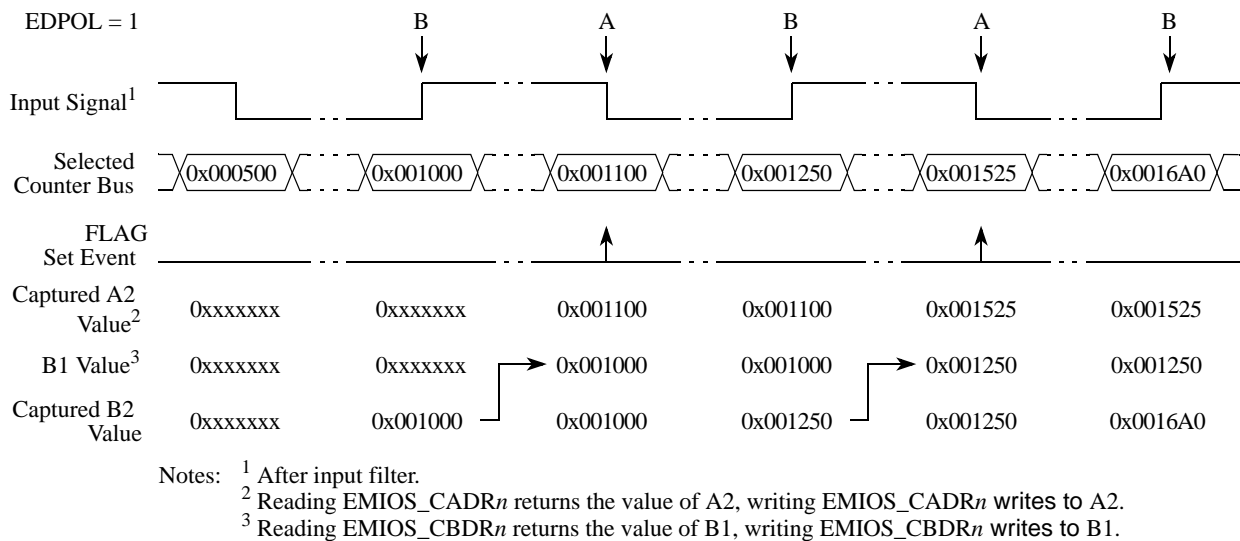 EDPOL = 1 B A B A B
Input Signal1
Selected
Counter Bus
0x000500 0x001000 0x001100 0x001250 0x001525 0x0016A0
FLAG
Set Event
Captured A2
Value2
0xxxxxxx 0xxxxxxx 0x001100 0x001100 0x001525 0x001525
B1 Value3 0xxxxxxx 0xxxxxxx 0x001000 0x001000 0x001250 0x001250
Captured B2
Value
0xxxxxxx 0x001000 0x001000 0x001250 0x001250 0x0016A0
Notes: 1 After input filter.
2 Reading EMIOS_CADRn returns the value of A2, writing EMIOS_CADRn writes to A2.
3 Reading EMIOS_CBDRn returns the value of B1, writing EMIOS_CBDRn writes to B1.